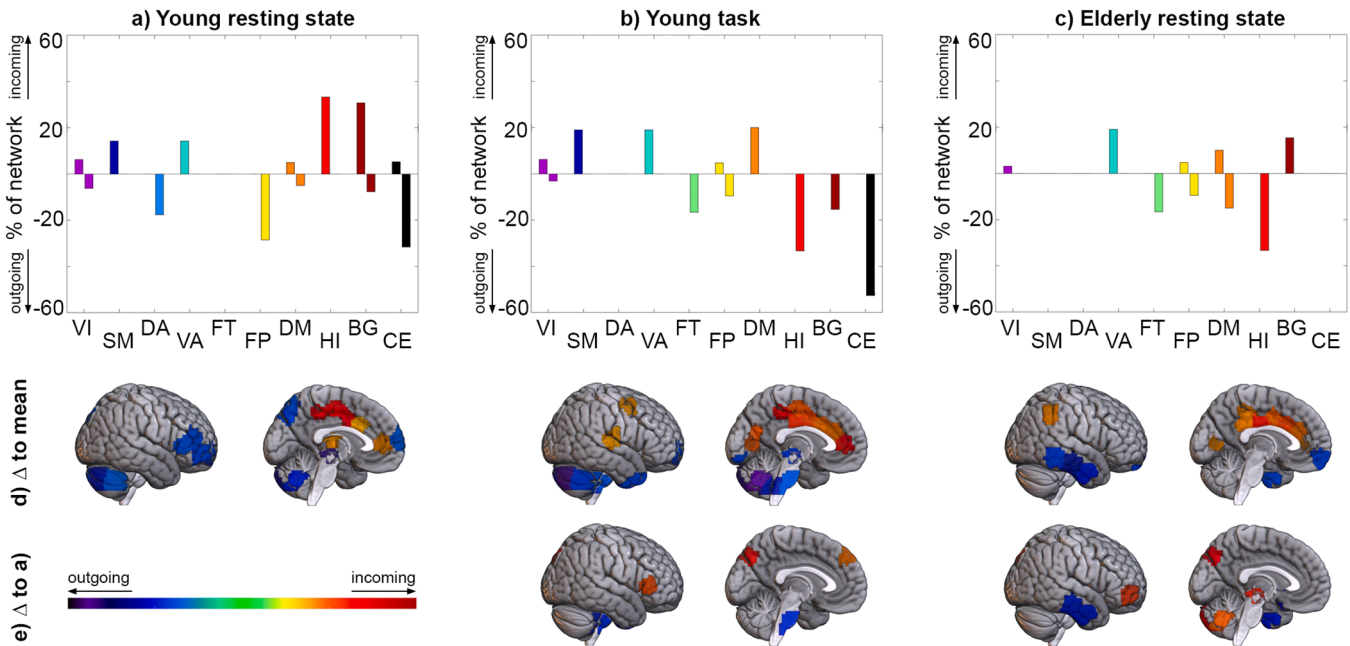 a) Young resting state
b) Young task
c) Elderly resting state
60
20
-20
-60
% of network
incoming
outgoing
VI SM DA VA FT FP DM HI BG CE
60
20
-20
-60
% of network
incoming
outgoing
VI SM DA VA FT FP DM HI BG CE
60
20
-20
-60
% of network
incoming
outgoing
VI SM DA VA FT FP DM HI BG CE
d) Δ to mean
e) Δ to a)
outgoing incoming